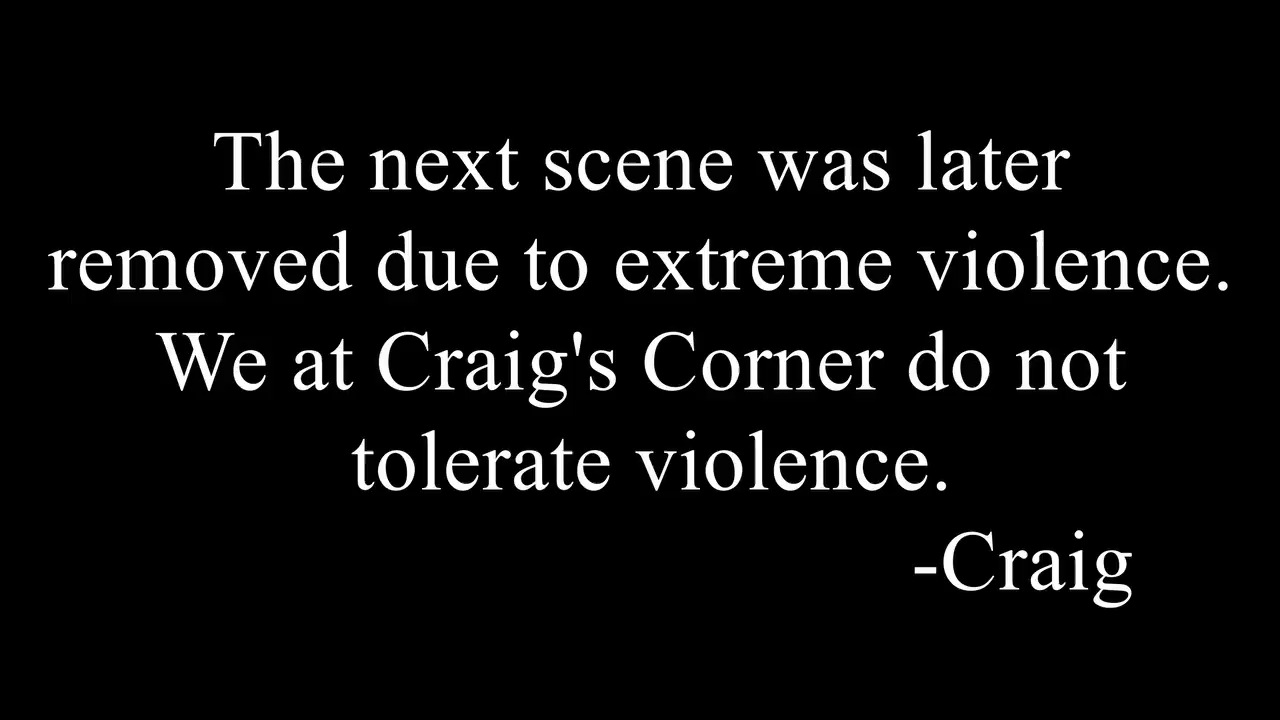 The next scene was later
removed due to extreme violence.
We at Craig's Corner do not
tolerate violence.
-Craig